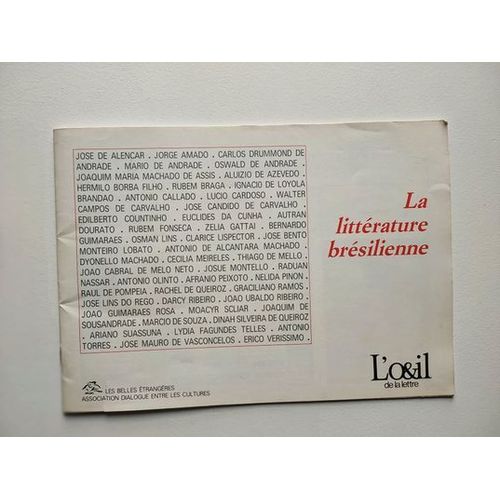 JOSE DE ALENCAR . JORGE AMADO . CARLOS DRUMMOND DE
ANDRADE . MARIO DE ANDRADE . OSWALD DE ANDRADE .
JOAQUIM MARIA MACHADO DE ASSIS . ALUIZIO DE AZEVEDO .
HERMILO BORBA FILHO . RUBEM BRAGA . IGNACIO DE LOYOLA
BRANDAO . ANTONIO CALLADO . LUCIO CARDOSO . WALTER
CAMPOS DE CARVALHO . JOSE CANDIDO DE CARVALHO .
EDILBERTO COUNTINHO . EUCLIDES DA CUNHA . AUTRAN
DOURATO . RUBEM FONSECA . ZELIA GATTAI . BERNARDO
GUIMARAES . OSMAN LINS . CLARICE LISPECTOR . JOSE BENTO
MONTEIRO LOBATO . ANTONIO DE ALCANTARA MACHADO .
DYONELLO MACHADO . CECILIA MEIRELES . THIAGO DE MELLO .
JOAO CABRAL DE MELO NETO . JOSUE MONTELLO . RADUAN
NASSAR . ANTONIO OLINTO . AFRANIO PEIXOTO . NELIDA PINON .
RAUL DE POMPEIA . RACHEL DE QUEIROZ . GRACILIANO RAMOS .
JOSE LINS DO REGO . DARCY RIBEIRO . JOAO UBALDO RIBEIRO .
JOAO GUIMARAES ROSA . MOACYR SCLIAR . JOAQUIM DE
SOUSANDRADE . MARCIO DE SOUZA . DINAH SILVEIRA DE QUEIROZ
. ARIANO SUASSUNA . LYDIA FAGUNDES TELLES . ANTONIO
TORRES . JOSE MAURO DE VASCONCELOS . ERICO VERISSIMO .
La
littérature
brésilienne
LES BELLES ÉTRANGÈRES
ASSOCIATION DIALOGUE ENTRE LES CULTURES
L'o&il
de la lettre